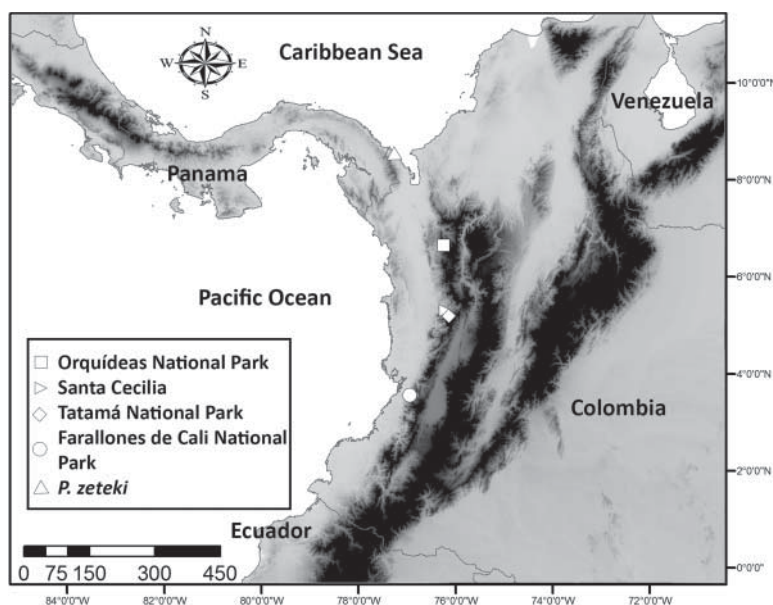 Caribbean Sea
N
W E
S
Venezuela
Panama
Pacific Ocean
Colombia
Ecuador
Orquídeas National Park
Santa Cecilia
Tatamá National Park
Farallones de Cali National
Park
P. zeteki
0 75 150 300 450
10°0'0"N
8°0'0"N
6°0'0"N
4°0'0"N
2°0'0"N
0°0'0"
84°0'0"W 82°0'0"W 80°0'0"W 78°0'0"W 76°0'0"W 74°0'0"W 72°0'0"W